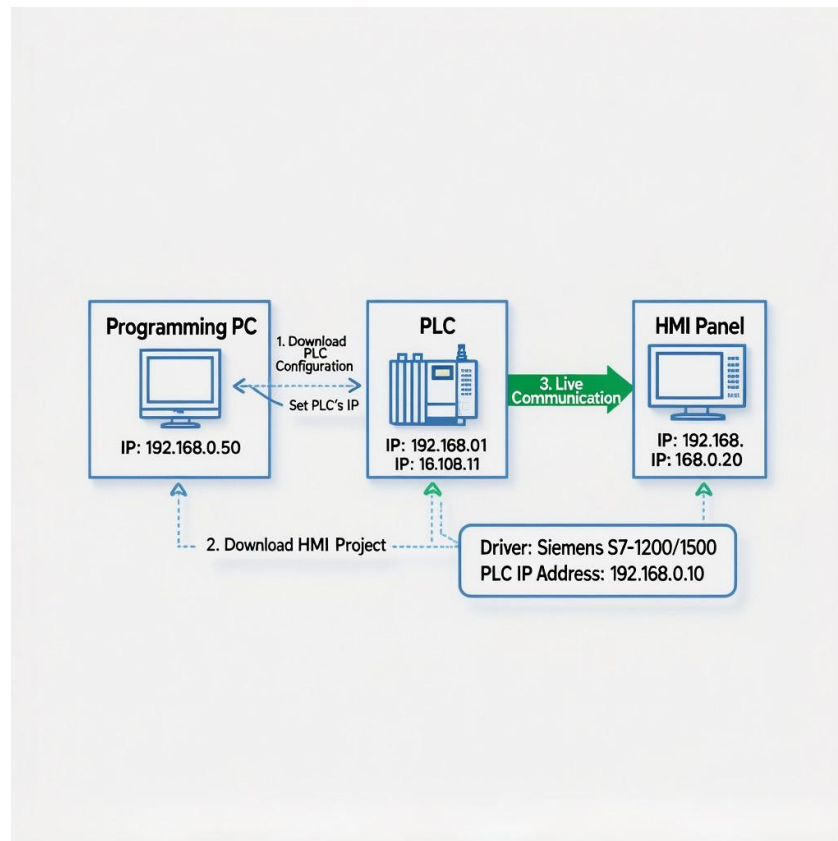 Programming PC
IP: 192.168.0.50
1. Download
PLC
Configuration
Set PLC's IP
PLC
IP: 192.168.01
IP: 16.108.11
3. Live
Communication
HMI Panel
IP: 192.168.
IP: 168.0.20
2. Download HMI Project
Driver: Siemens S7-1200/1500
PLC IP Address: 192.168.0.10